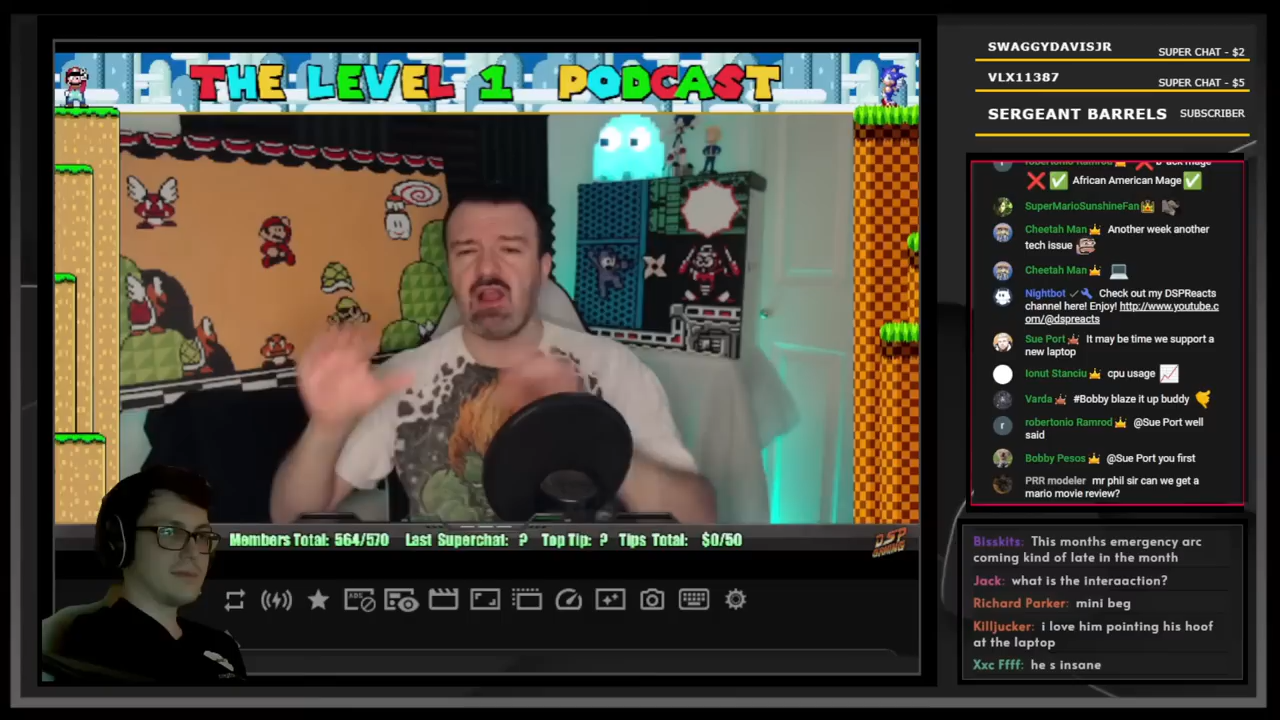 THE LEVEL 1 PODCAST
Members Total: 564/570 Last Superchat: ? Top Tip: ? Tips Total: $0/50
DSP
GAMING
SWAGGYDAVISJR SUPER CHAT - $2
VLX11387 SUPER CHAT - $5
SERGEANT BARRELS SUBSCRIBER
robertonio Ramrod
African American Mage
SuperMarioSunshineFan
Cheetah Man Another week another
tech issue
Cheetah Man
Nightbot Check out my DSPReacts
channel here! Enjoy! http://www.youtube.c
om/@dspreacts
Sue Port It may be time we support a
new laptop
Ionut Stanciu cpu usage
Varda #Bobby blaze it up buddy
robertonio Ramrod @Sue Port well
said
Bobby Pesos @Sue Port you first
PRR modeler mr phil sir can we get a
mario movie review?
Bisskits: This months emergency arc
coming kind of late in the month
Jack: what is the interaaction?
Richard Parker: mini beg
Killjucker: i love him pointing his hoof
at the laptop
Xxc Ffff: he s insane